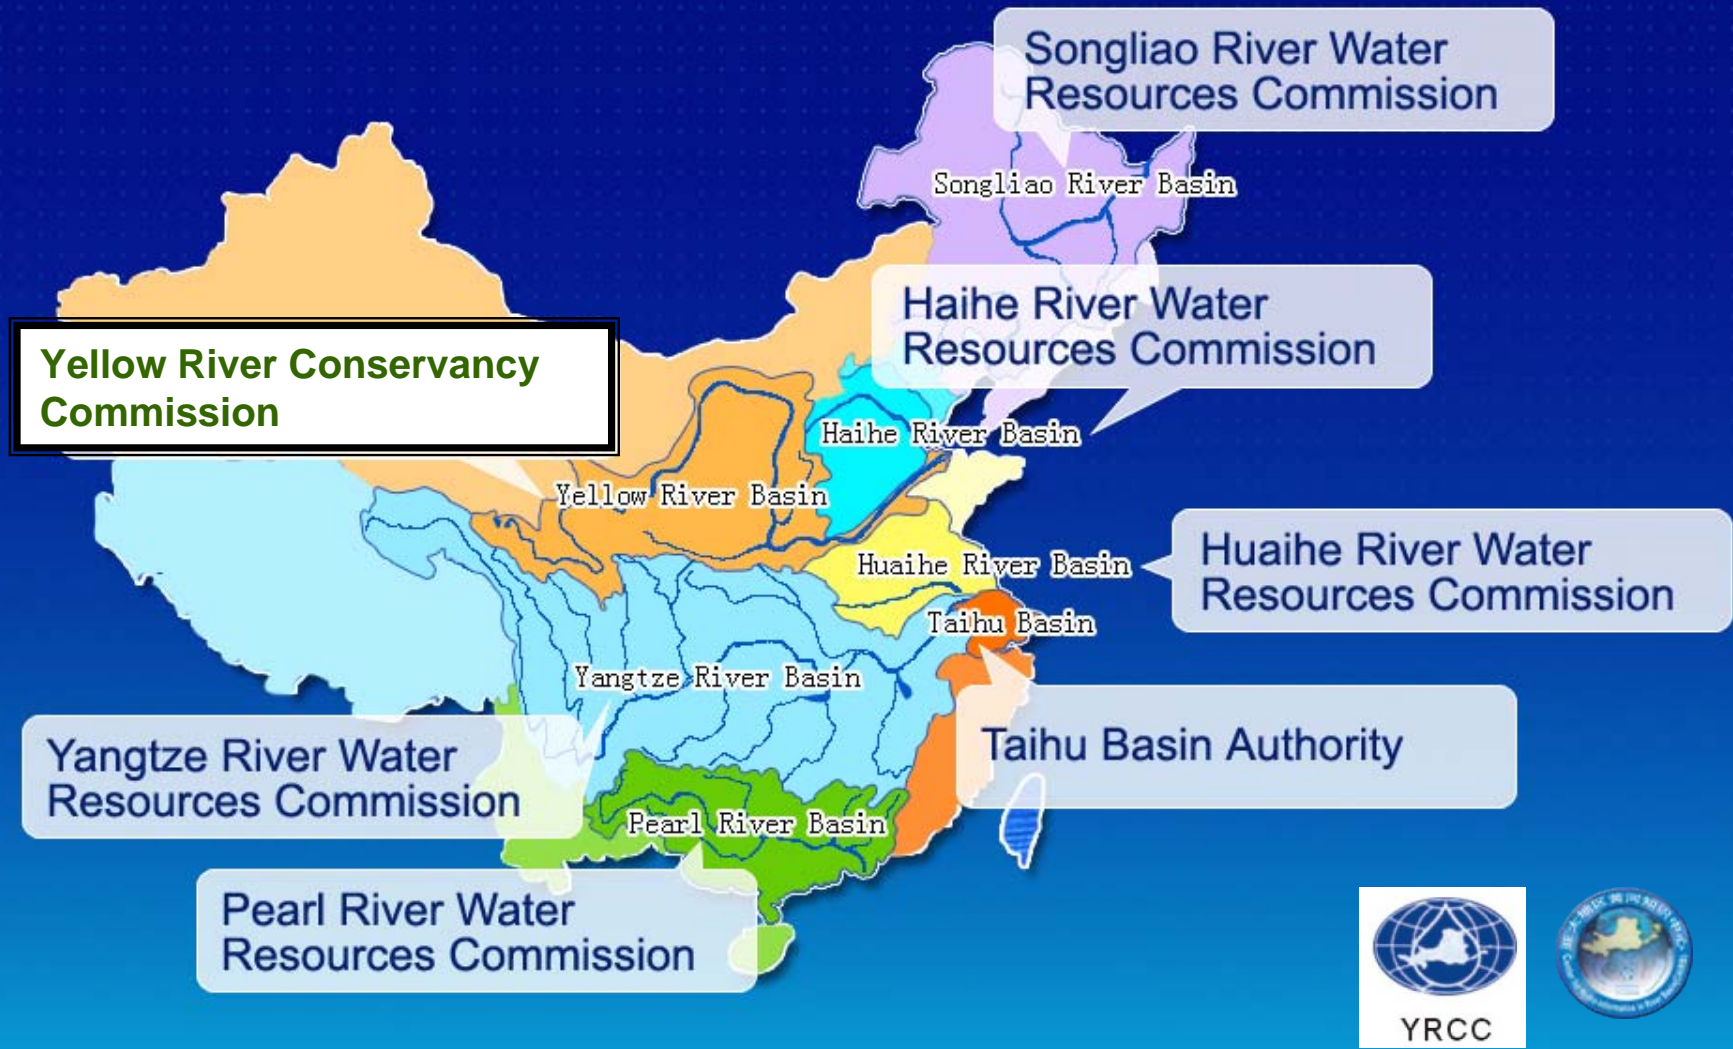 Songliao River Water
Resources Commission
Songliao River Basin
Haihe River Water
Resources Commission
Yellow River Conservancy
Commission
Haihe River Basin
Yellow River Basin
Huaihe River Water
Resources Commission
Huaihe River Basin
Taihu Basin
Yangtze River Basin
Taihu Basin Authority
Yangtze River Water
Resources Commission
Pearl River Basin
Pearl River Water
Resources Commission
YRCC